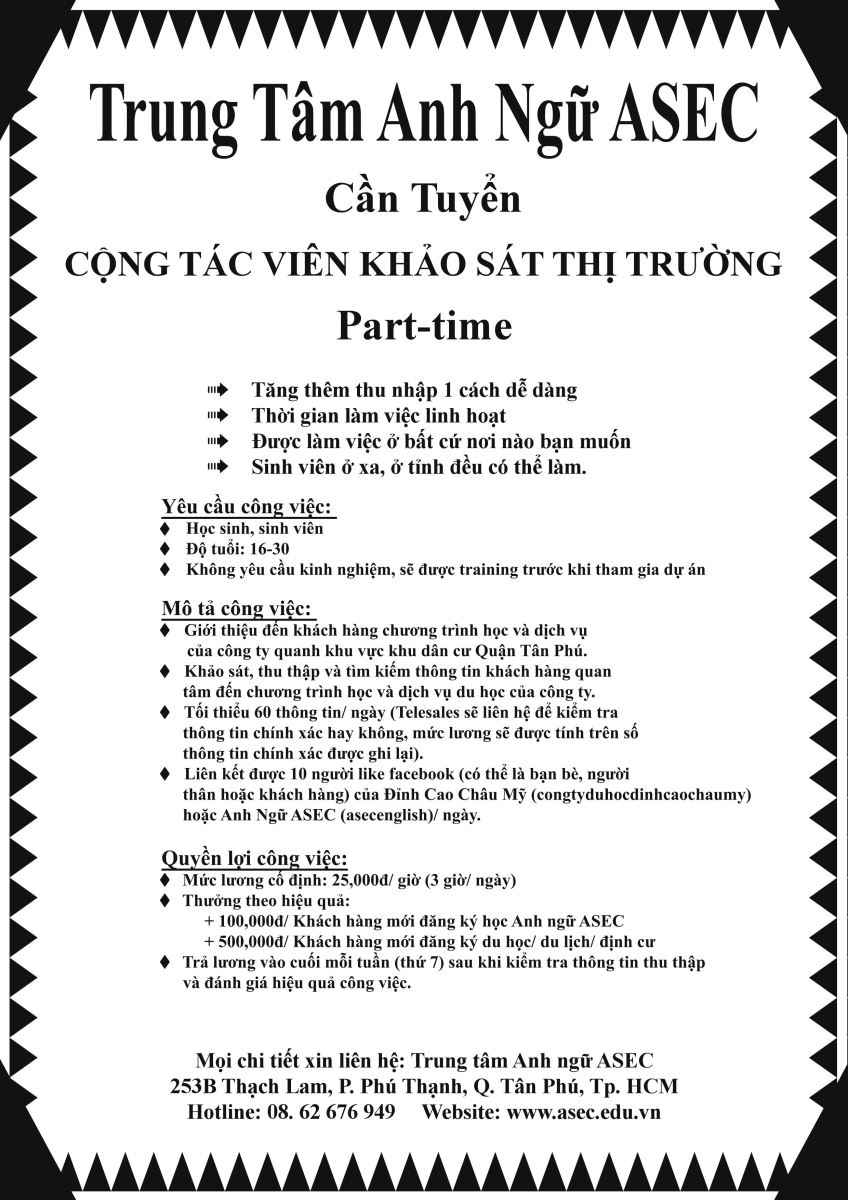 Trung Tâm Anh Ngữ ASEC
Cần Tuyển
CỘNG TÁC VIÊN KHẢO SÁT THỊ TRƯỜNG
Part-time
Tăng thêm thu nhập 1 cách dễ dàng
Thời gian làm việc linh hoạt
Được làm việc ở bất cứ nơi nào bạn muốn
Sinh viên ở xa, ở tỉnh đều có thể làm.
Yêu cầu công việc:
Học sinh, sinh viên
Độ tuổi: 16-30
Không yêu cầu kinh nghiệm, sẽ được training trước khi tham gia dự án
Mô tả công việc:
Giới thiệu đến khách hàng chương trình học và dịch vụ
của công ty quanh khu vực khu dân cư Quận Tân Phú.
Khảo sát, thu thập và tìm kiếm thông tin khách hàng quan
tâm đến chương trình học và dịch vụ du học của công ty.
Tối thiểu 60 thông tin/ ngày (Telesales sẽ liên hệ để kiểm tra
thông tin chính xác hay không, mức lương sẽ được tính trên số
thông tin chính xác được ghi lại).
Liên kết được 10 người like facebook (có thể là bạn bè, người
thân hoặc khách hàng) của Đỉnh Cao Châu Mỹ (congtyduhocdinhcaochaumy)
hoặc Anh Ngữ ASEC (asecenglish)/ ngày.
Quyền lợi công việc:
Mức lương cố định: 25,000đ/ giờ (3 giờ/ ngày)
Thưởng theo hiệu quả:
+ 100,000đ/ Khách hàng mới đăng ký học Anh ngữ ASEC
+ 500,000đ/ Khách hàng mới đăng ký du học/ du lịch/ định cư
Trả lương vào cuối mỗi tuần (thứ 7) sau khi kiểm tra thông tin thu thập
và đánh giá hiệu quả công việc.
Mọi chi tiết xin liên hệ: Trung tâm Anh ngữ ASEC
253B Thạch Lam, P. Phú Thạnh, Q. Tân Phú, Tp. HCM
Hotline: 08. 62 676 949 Website: www.asec.edu.vn